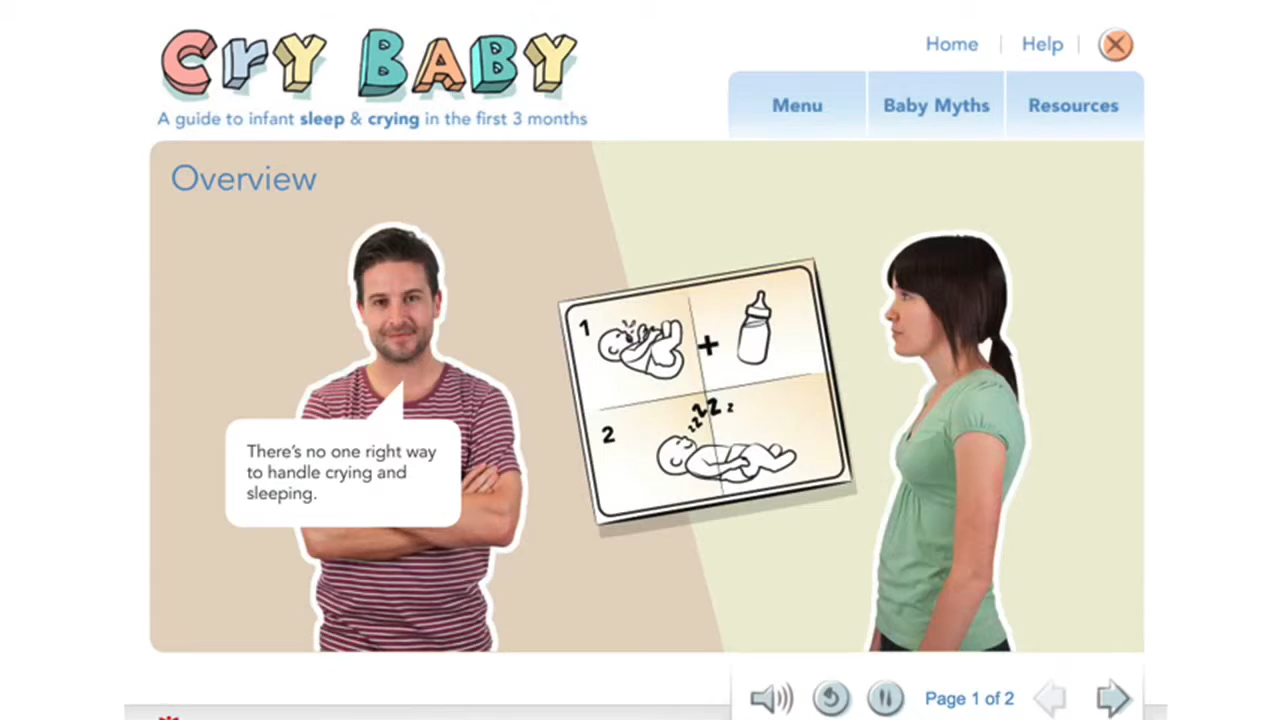 Cry BABY
A guide to infant sleep & crying in the first 3 months
Home
Help
Menu
Baby Myths
Resources
Overview
There's no one right way
to handle crying and
sleeping.
1
+
2
zzZZz
Page 1 of 2